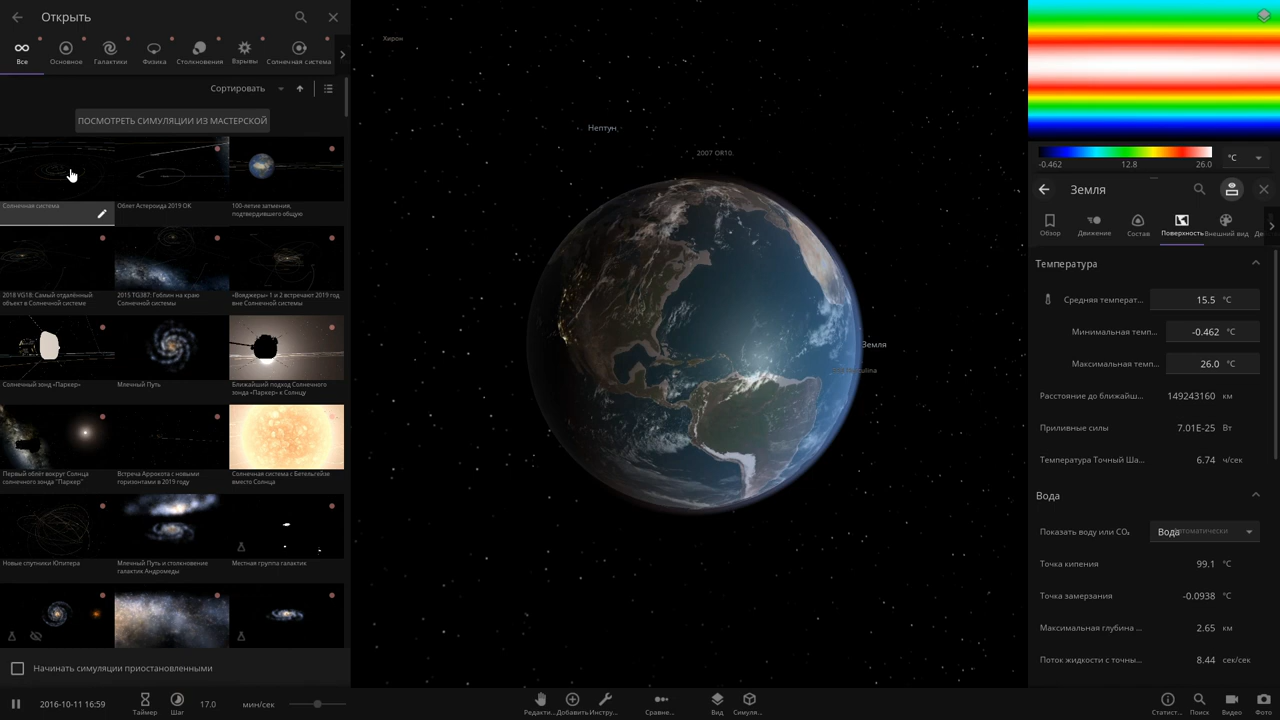 Открыть
Все
Основное
Галактики
Физика
Столкновения
Взрывы
Солнечная система
Сортировать
ПОСМОТРЕТЬ СИМУЛЯЦИИ ИЗ МАСТЕРСКОЙ
Солнечная система
Облет Астероида 2019 OK
100-летие затмения,
подтвердившего общую
2018 VG18: Самый отдалённый
объект в Солнечной системе
2015 TG387: Гоблин на краю
Солнечной системы
«Вояджеры» 1 и 2 встречают 2019 год
вне Солнечной системы
Солнечный зонд «Паркер»
Млечный Путь
Ближайший подход Солнечного
зонда «Паркер» к Солнцу
Первый облёт вокруг Солнца
солнечного зонда "Паркер"
Встреча Аррокота с новыми
горизонтами в 2019 году
Солнечная система с Бетельгейзе
вместо Солнца
Новые спутники Юпитера
Млечный Путь и столкновение
галактик Андромеды
Местная группа галактик
Начинать симуляции приостановленными
2016-10-11 16:59
Таймер
Шаг
17.0
мин/сек
Хирон
Нептун
2007 OR10
Земля
Редакти...
Добавить
Инстру...
Сравне...
Вид
Симуля...
Статист...
Поиск
Видео
Фото
-0.462
12.8
26.0
°C
Земля
Обзор
Движение
Состав
Поверхность
Внешний вид
Де
Температура
Средняя температ... 15.5 °C
Минимальная темп... -0.462 °C
Максимальная темп... 26.0 °C
Расстояние до ближайш... 149243160 км
Приливные силы 7.01E-25 Вт
Температура Точный Ша... 6.74 ч/сек
Вода
Показать воду или CO₂ Вода
Точка кипения 99.1 °C
Точка замерзания -0.0938 °C
Максимальная глубина ... 2.65 км
Поток жидкости с точны... 8.44 сек/сек